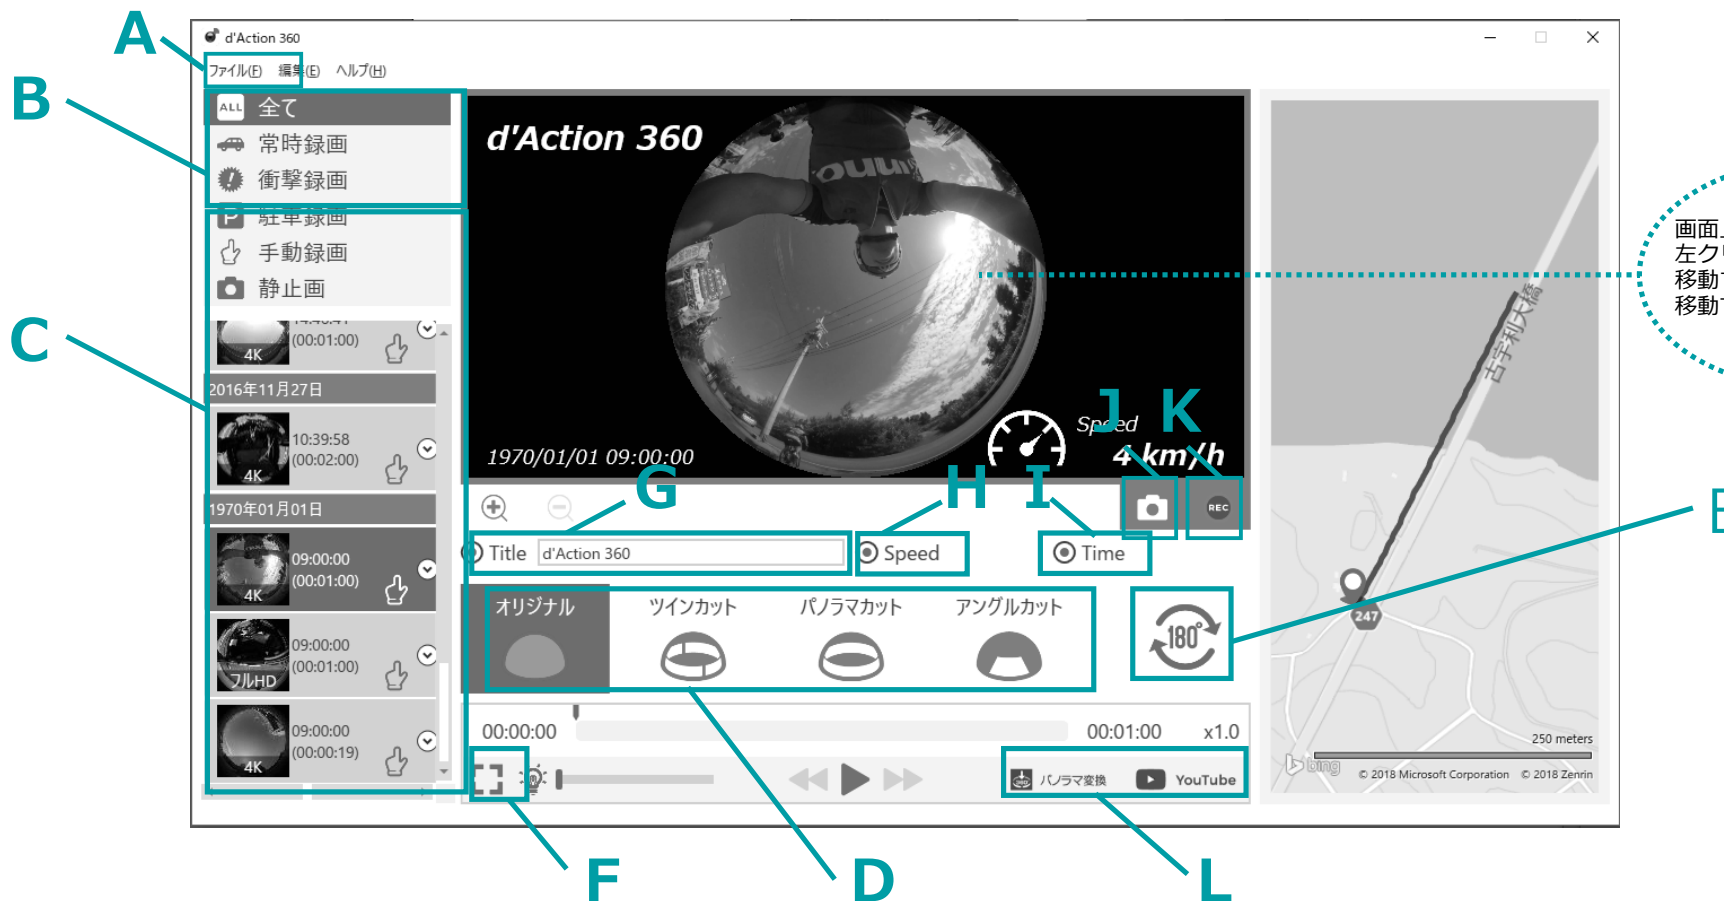 A
d'Action 360
ファイル(F) 編集(E) ヘルプ(H)
B
ALL 全て
常時録画
衝撃録画
P 駐車録画
手動録画
静止画
C
(00:01:00)
4K
2016年11月27日
10:39:58
(00:02:00)
4K
1970年01月01日
09:00:00
(00:01:00)
4K
09:00:00
(00:01:00)
フルHD
09:00:00
(00:00:19)
4K
d'Action 360
1970/01/01 09:00:00
Speed
4 km/h
J K
G H I
REC
Title d'Action 360 Speed Time
オリジナル ツインカット パノラマカット アングルカット
180°
00:00:00 00:01:00 x1.0
パノラマ変換 YouTube
F D L
古宇利大橋
247
250 meters
bing © 2018 Microsoft Corporation © 2018 Zenrin
画面
左ク
移動
移動